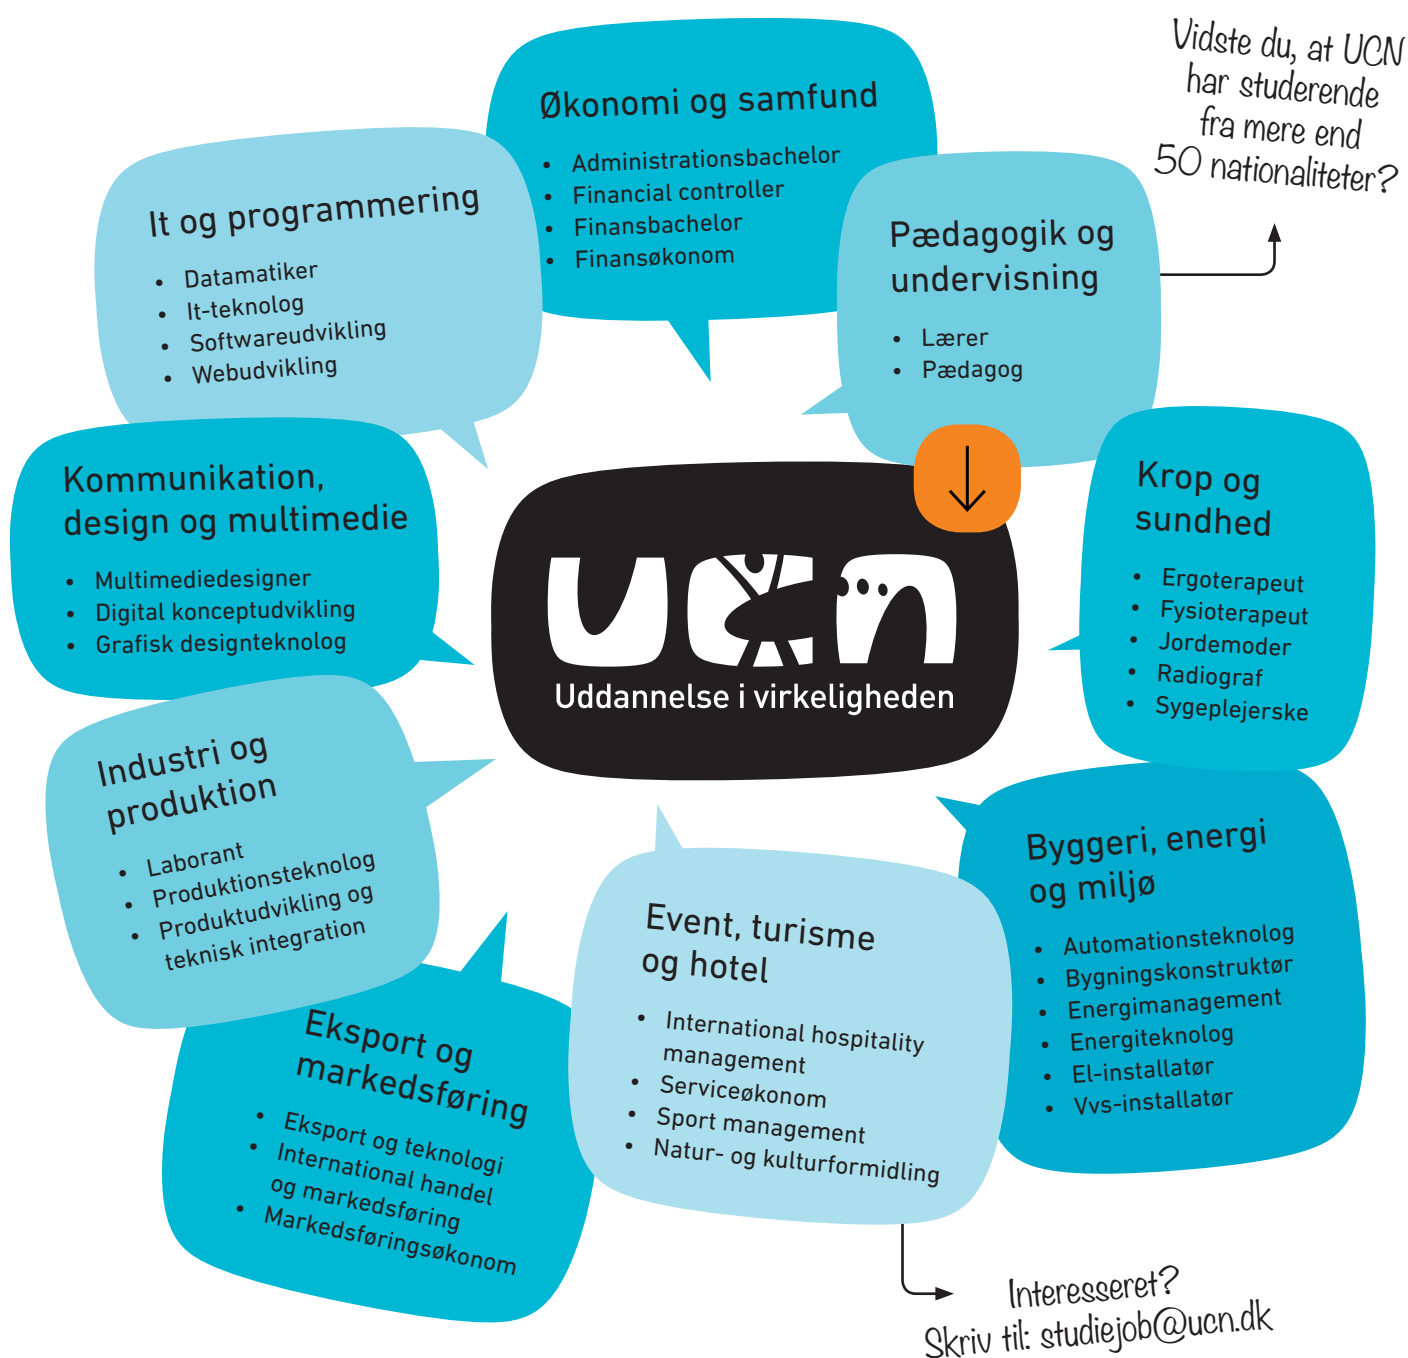 Vidste du, at UCN
har studerende
fra mere end
50 nationaliteter?
Økonomi og samfund
• Administrationsbachelor
• Financial controller
• Finansbachelor
• Finansøkonom
It og programmering
• Datamatiker
• It-teknolog
• Softwareudvikling
• Webudvikling
Pædagogik og
undervisning
• Lærer
• Pædagog
Kommunikation,
design og multimedie
• Multimediedesigner
• Digital konceptudvikling
• Grafisk designteknolog
Krop og
sundhed
• Ergoterapeut
• Fysioterapeut
• Jordemoder
• Radiograf
• Sygeplejerske
ucn
Uddannelse i virkeligheden
Industri og
produktion
• Laborant
• Produktionsteknolog
• Produktudvikling og
teknisk integration
Byggeri, energi
og miljø
• Automationsteknolog
• Bygningskonstruktør
• Energimanagement
• Energiteknolog
• El-installatør
• Vvs-installatør
Event, turisme
og hotel
• International hospitality
management
• Serviceøkonom
• Sport management
• Natur- og kulturformidling
Eksport og
markedsføring
• Eksport og teknologi
• International handel
og markedsføring
• Markedsføringsøkonom
Interesseret?
Skriv til: studiejob@ucn.dk